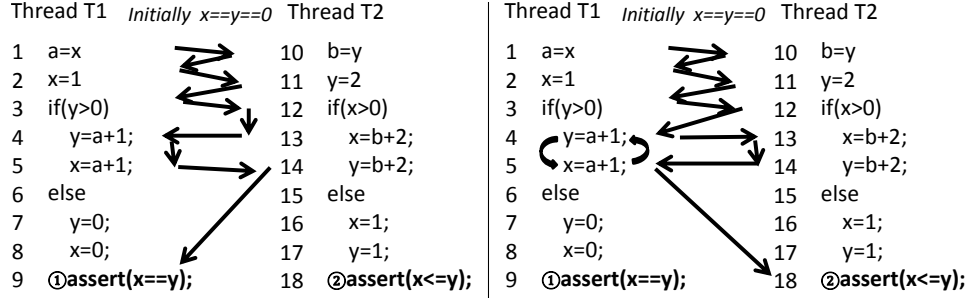 Thread T1 Initially x==y==0 Thread T2
1 a=x 10 b=y
2 x=1 11 y=2
3 if(y>0) 12 if(x>0)
4 y=a+1; 13 x=b+2;
5 x=a+1; 14 y=b+2;
6 else 15 else
7 y=0; 16 x=1;
8 x=0; 17 y=1;
9 ①assert(x==y); 18 ②assert(x<=y);
Thread T1 Initially x==y==0 Thread T2
1 a=x 10 b=y
2 x=1 11 y=2
3 if(y>0) 12 if(x>0)
4 y=a+1; 13 x=b+2;
5 x=a+1; 14 y=b+2;
6 else 15 else
7 y=0; 16 x=1;
8 x=0; 17 y=1;
9 ①assert(x==y); 18 ②assert(x<=y);